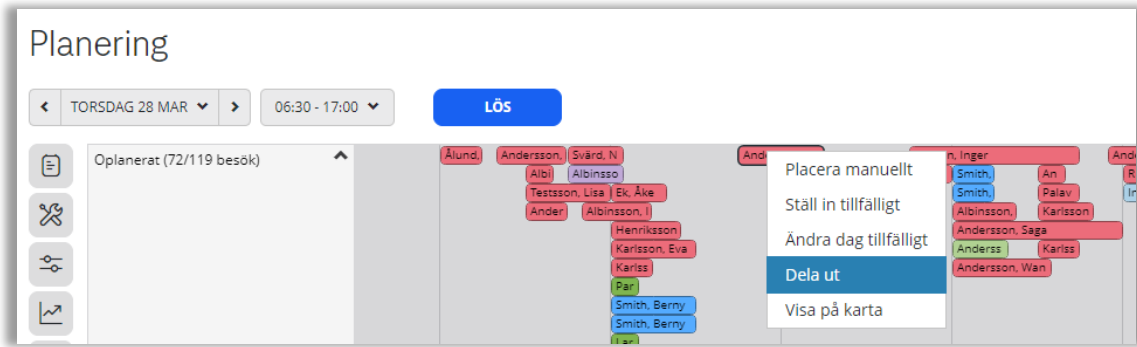 Planering
TORSDAG 28 MAR
06:30 - 17:00
LÖS
Oplanerat (72/119 besök)
Ålund,
Andersson,
Svärd, N
Albi
Albinsso
Testsson, Lisa
Ek, Åke
Ander
Albinsson, I
Henriksson
Karlsson, Eva
Karlss
Par
Smith, Berny
Smith, Berny
Lar
Placera manuellt
Ställ in tillfälligt
Ändra dag tillfälligt
Dela ut
Visa på karta
n, Inger
Smith,
An
Smith,
Palav
Albinsson,
Karlsson
Andersson, Saga
Anderss
Karlss
Andersson, Wan
Ande
R